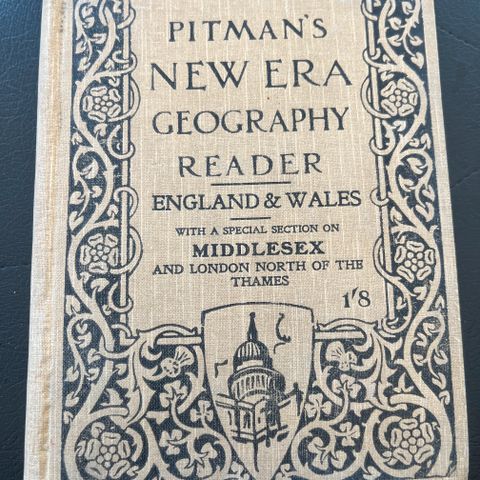 PITMAN'S
NEW ERA
GEOGRAPHY
READER
ENGLAND & WALES
WITH A SPECIAL SECTION ON
MIDDLESEX
AND LONDON NORTH OF THE
THAMES
1'8